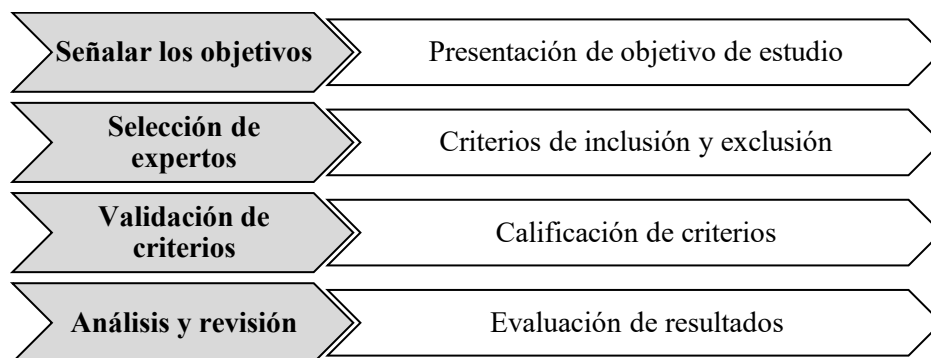 Señalar los objetivos
Presentación de objetivo de estudio
Selección de
expertos
Criterios de inclusión y exclusión
Validación de
criterios
Calificación de criterios
Análisis y revisión
Evaluación de resultados